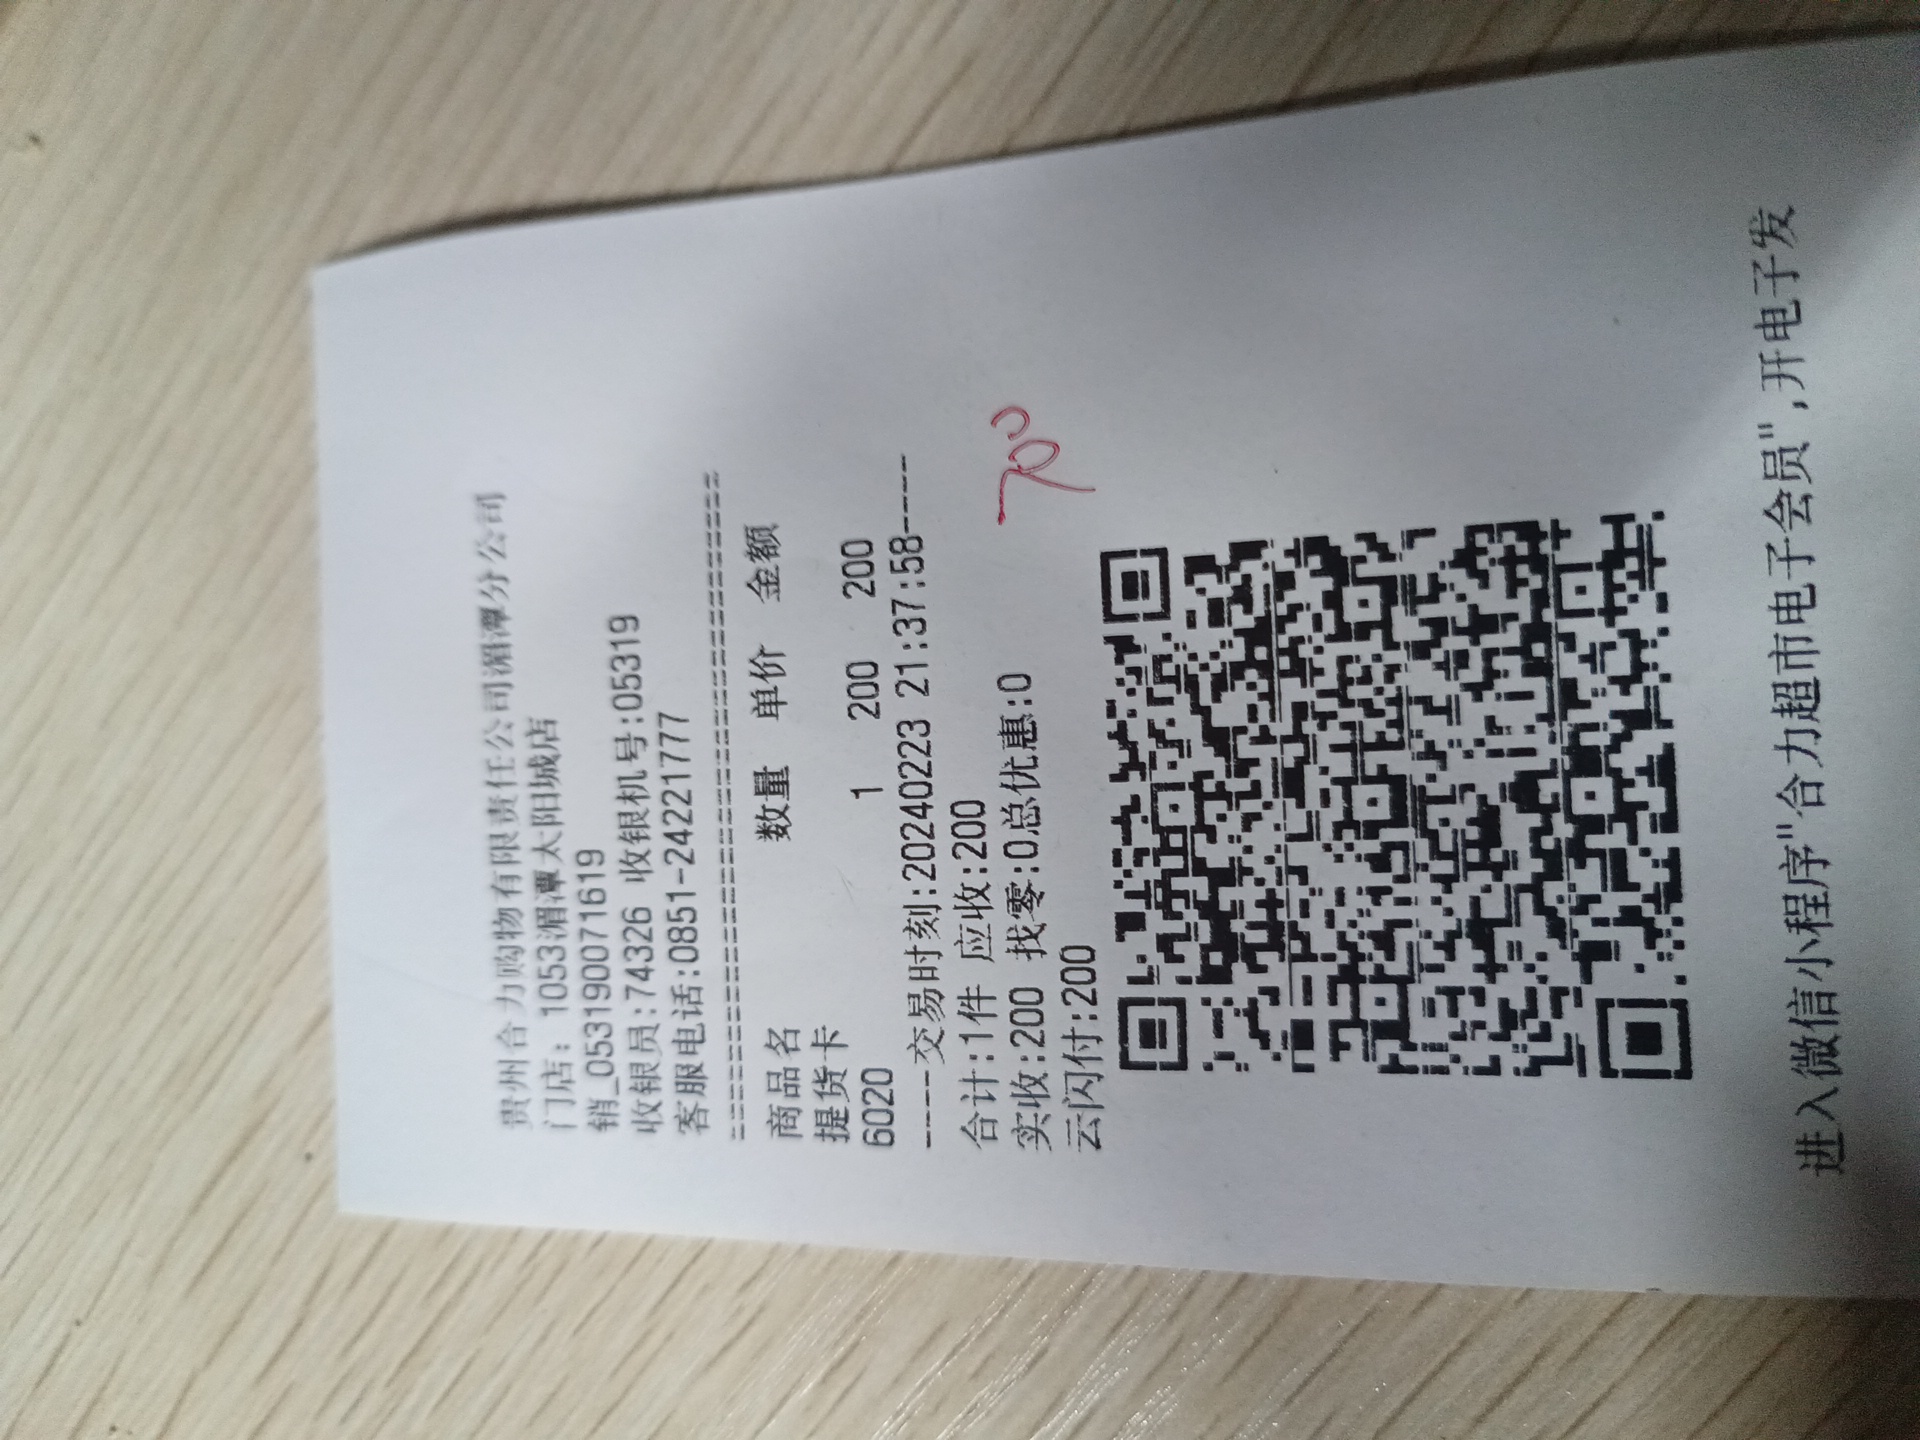 贵州合力购物有限责任公司湄潭分公司
门店：1053湄潭太阳城店
销_053190071619
收银员:74326 收银机号:05319
客服电话:0851-24221777
================================
商品名 数量 单价 金额
提货卡
6020 1 200 200
----交易时刻:20240223 21:37:58----
合计:1件 应收:200
实收:200 找零:0总优惠:0
云闪付:200
700
进入微信小程序"合力超市电子会员",开电子发